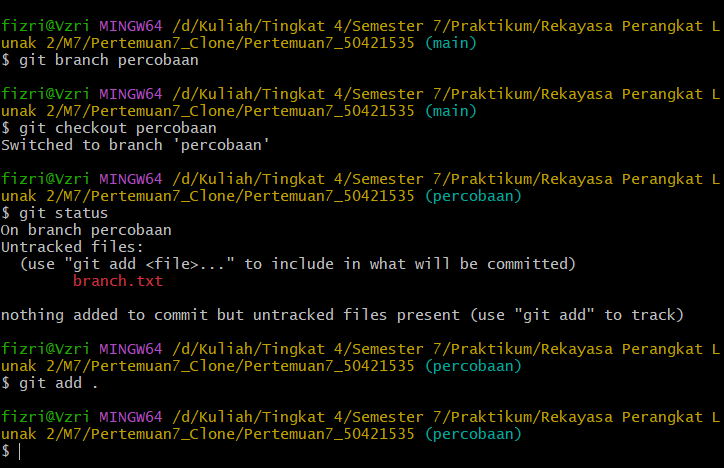 fizri@Vzri MINGW64 /d/Kuliah/Tingkat 4/Semester 7/Praktikum/Rekayasa Perangkat L
unak 2/M7/Pertemuan7_Clone/Pertemuan7_50421535 (main)
$ git branch percobaan
fizri@Vzri MINGW64 /d/Kuliah/Tingkat 4/Semester 7/Praktikum/Rekayasa Perangkat L
unak 2/M7/Pertemuan7_Clone/Pertemuan7_50421535 (main)
$ git checkout percobaan
Switched to branch 'percobaan'
fizri@Vzri MINGW64 /d/Kuliah/Tingkat 4/Semester 7/Praktikum/Rekayasa Perangkat L
unak 2/M7/Pertemuan7_Clone/Pertemuan7_50421535 (percobaan)
$ git status
On branch percobaan
Untracked files:
  (use "git add <file>..." to include in what will be committed)
        branch.txt
nothing added to commit but untracked files present (use "git add" to track)
fizri@Vzri MINGW64 /d/Kuliah/Tingkat 4/Semester 7/Praktikum/Rekayasa Perangkat L
unak 2/M7/Pertemuan7_Clone/Pertemuan7_50421535 (percobaan)
$ git add .
fizri@Vzri MINGW64 /d/Kuliah/Tingkat 4/Semester 7/Praktikum/Rekayasa Perangkat L
unak 2/M7/Pertemuan7_Clone/Pertemuan7_50421535 (percobaan)
$